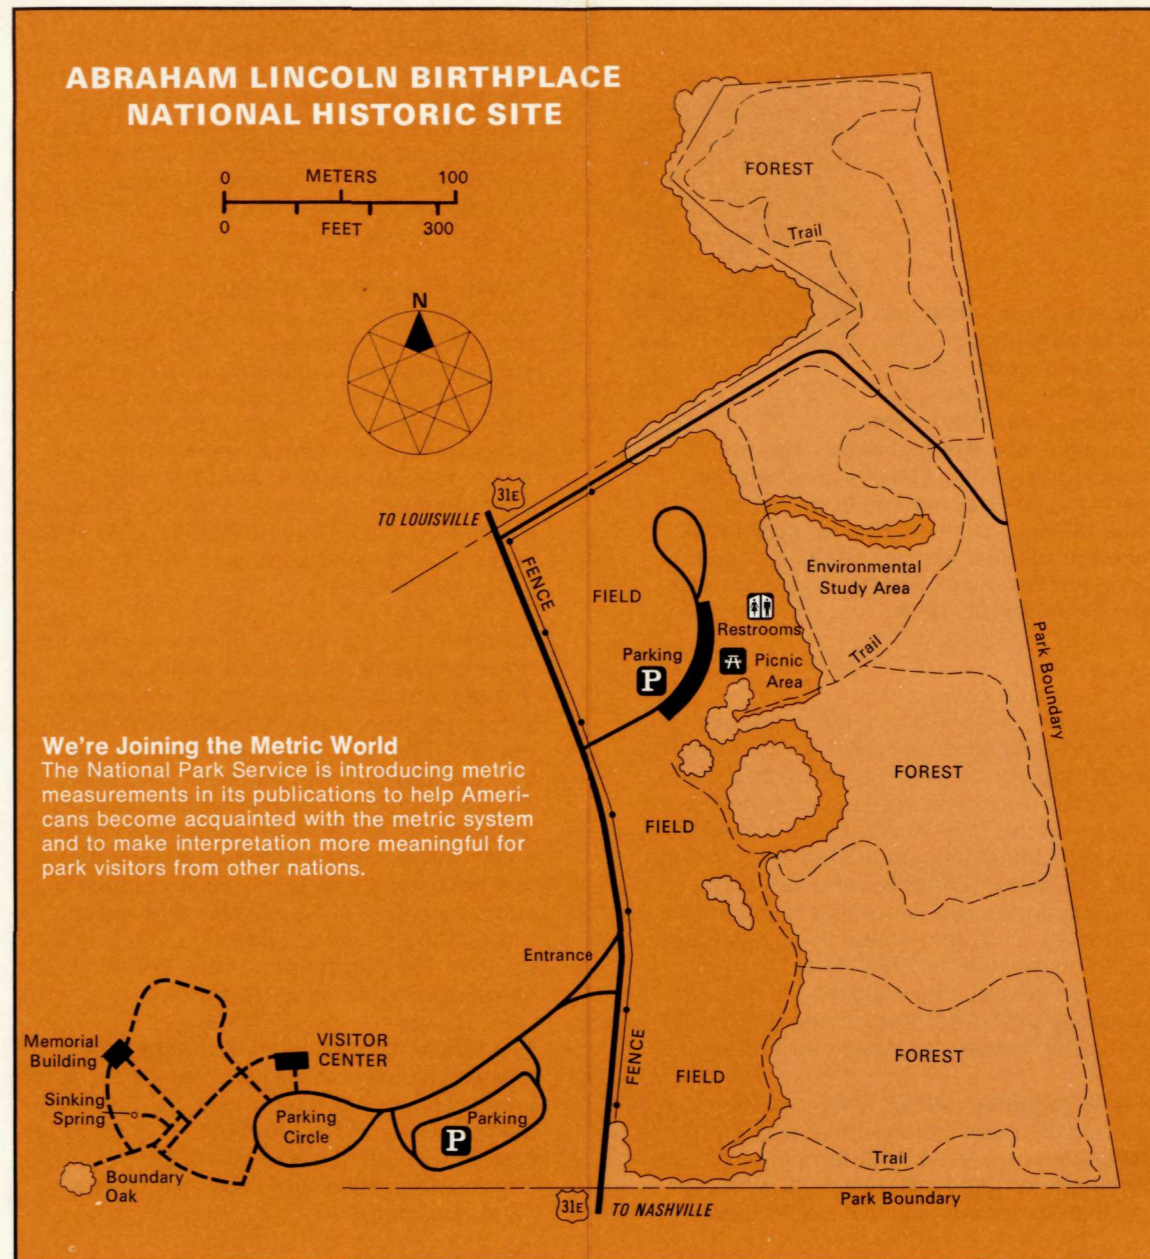 ABRAHAM LINCOLN BIRTHPLACE
NATIONAL HISTORIC SITE
0 METERS 100
0 FEET 300
N
FOREST
Trail
31E
TO LOUISVILLE
FENCE
FIELD
Environmental
Study Area
Restrooms
Parking
P
Picnic
Area
Trail
Park Boundary
We're Joining the Metric World
The National Park Service is introducing metric
measurements in its publications to help Ameri-
cans become acquainted with the metric system
and to make interpretation more meaningful for
park visitors from other nations.
FOREST
FIELD
Entrance
Memorial
Building
VISITOR
CENTER
FENCE
FIELD
FOREST
Sinking
Spring
Parking
Circle
Parking
P
Boundary
Oak
Trail
Park Boundary
31E
TO NASHVILLE